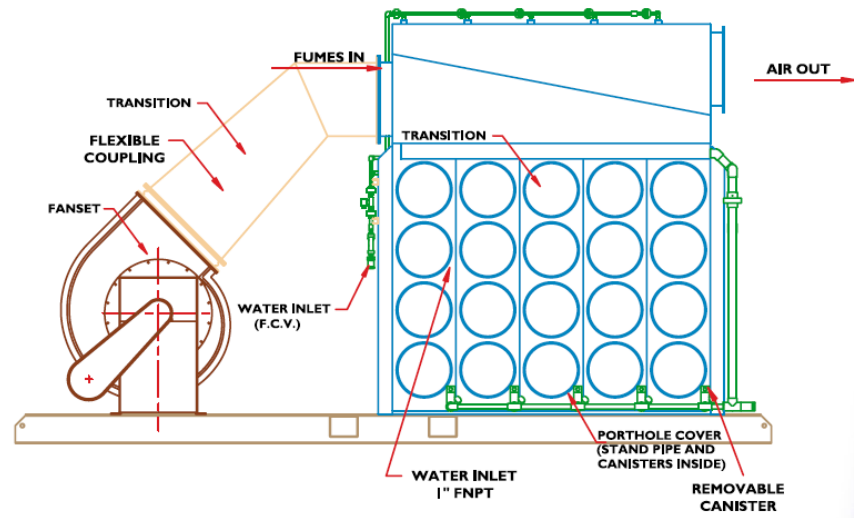 FUMES IN
AIR OUT
TRANSITION
FLEXIBLE
COUPLING
TRANSITION
FANSET
WATER INLET
(F.C.V.)
PORTHOLE COVER
(STAND PIPE AND
CANISTERS INSIDE)
WATER INLET
1" FNPT
REMOVABLE
CANISTER